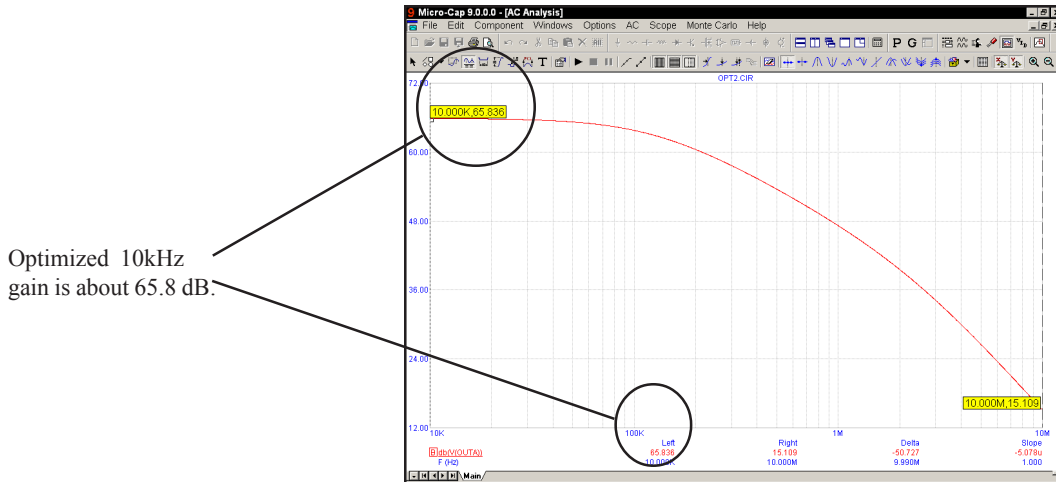 9 Micro-Cap 9.0.0.0 - [AC Analysis]
File Edit Component Windows Options AC Scope Monte Carlo Help
OPT2.CIR
72.00
10.000K,65.836
60.00
48.00
Optimized 10kHz
gain is about 65.8 dB.
36.00
24.00
10.000M,15.109
12.00
10K 100K 1M 10M
Left Right Delta Slope
db(V(OUTA)) 65.836 15.109 -50.727 -5.078u
F (Hz) 10.000K 10.000M 9.990M 1.000
Main